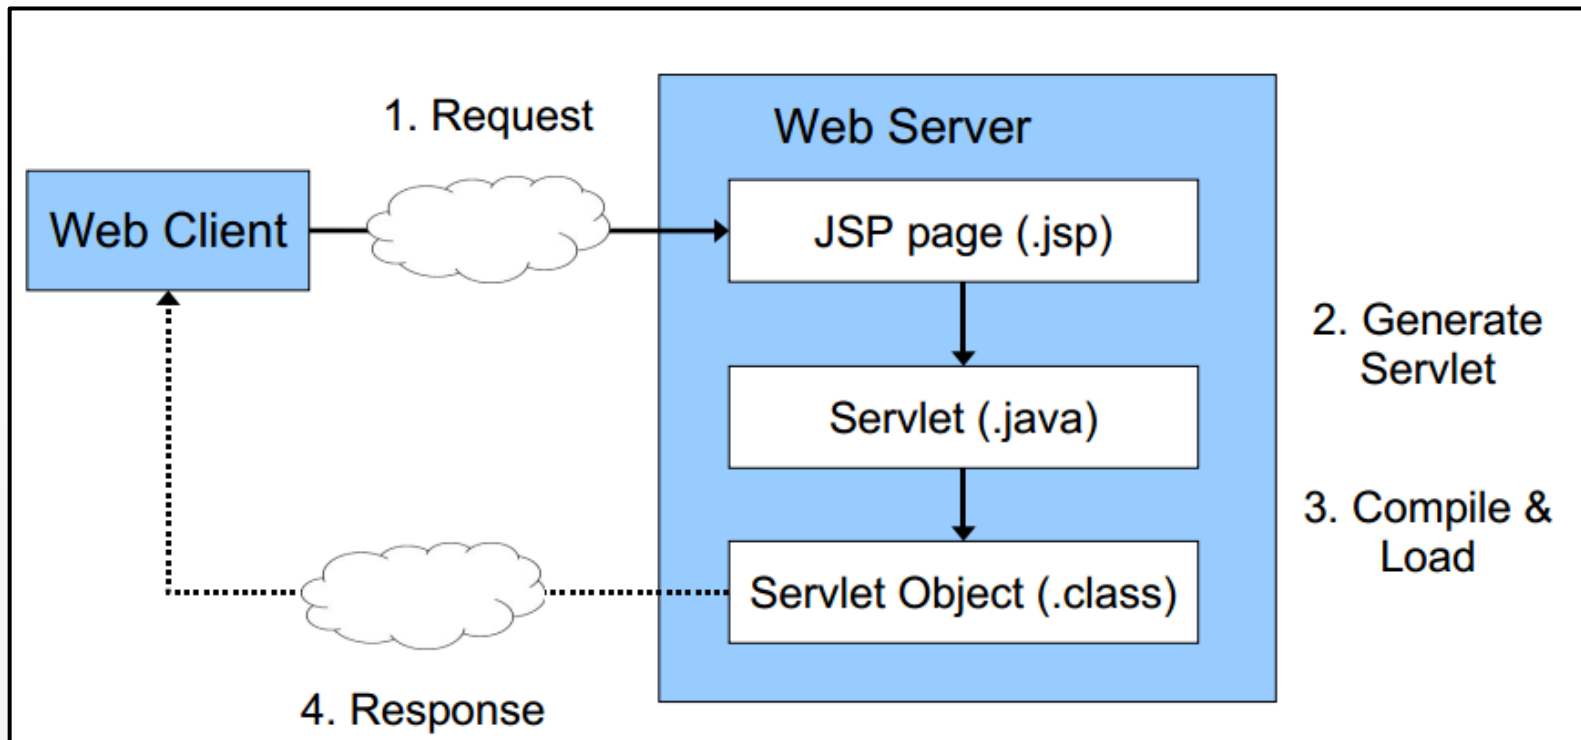 1. Request
Web Server
Web Client
JSP page (.jsp)
2. Generate
Servlet
Servlet (.java)
3. Compile &
Load
Servlet Object (.class)
4. Response